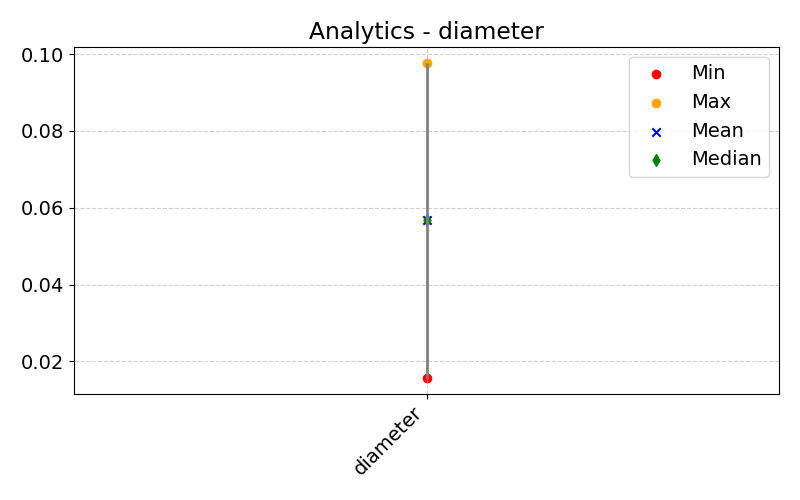 Analytics - diameter
0.10
0.08
0.06
0.04
0.02
Min
Max
Mean
Median
diameter